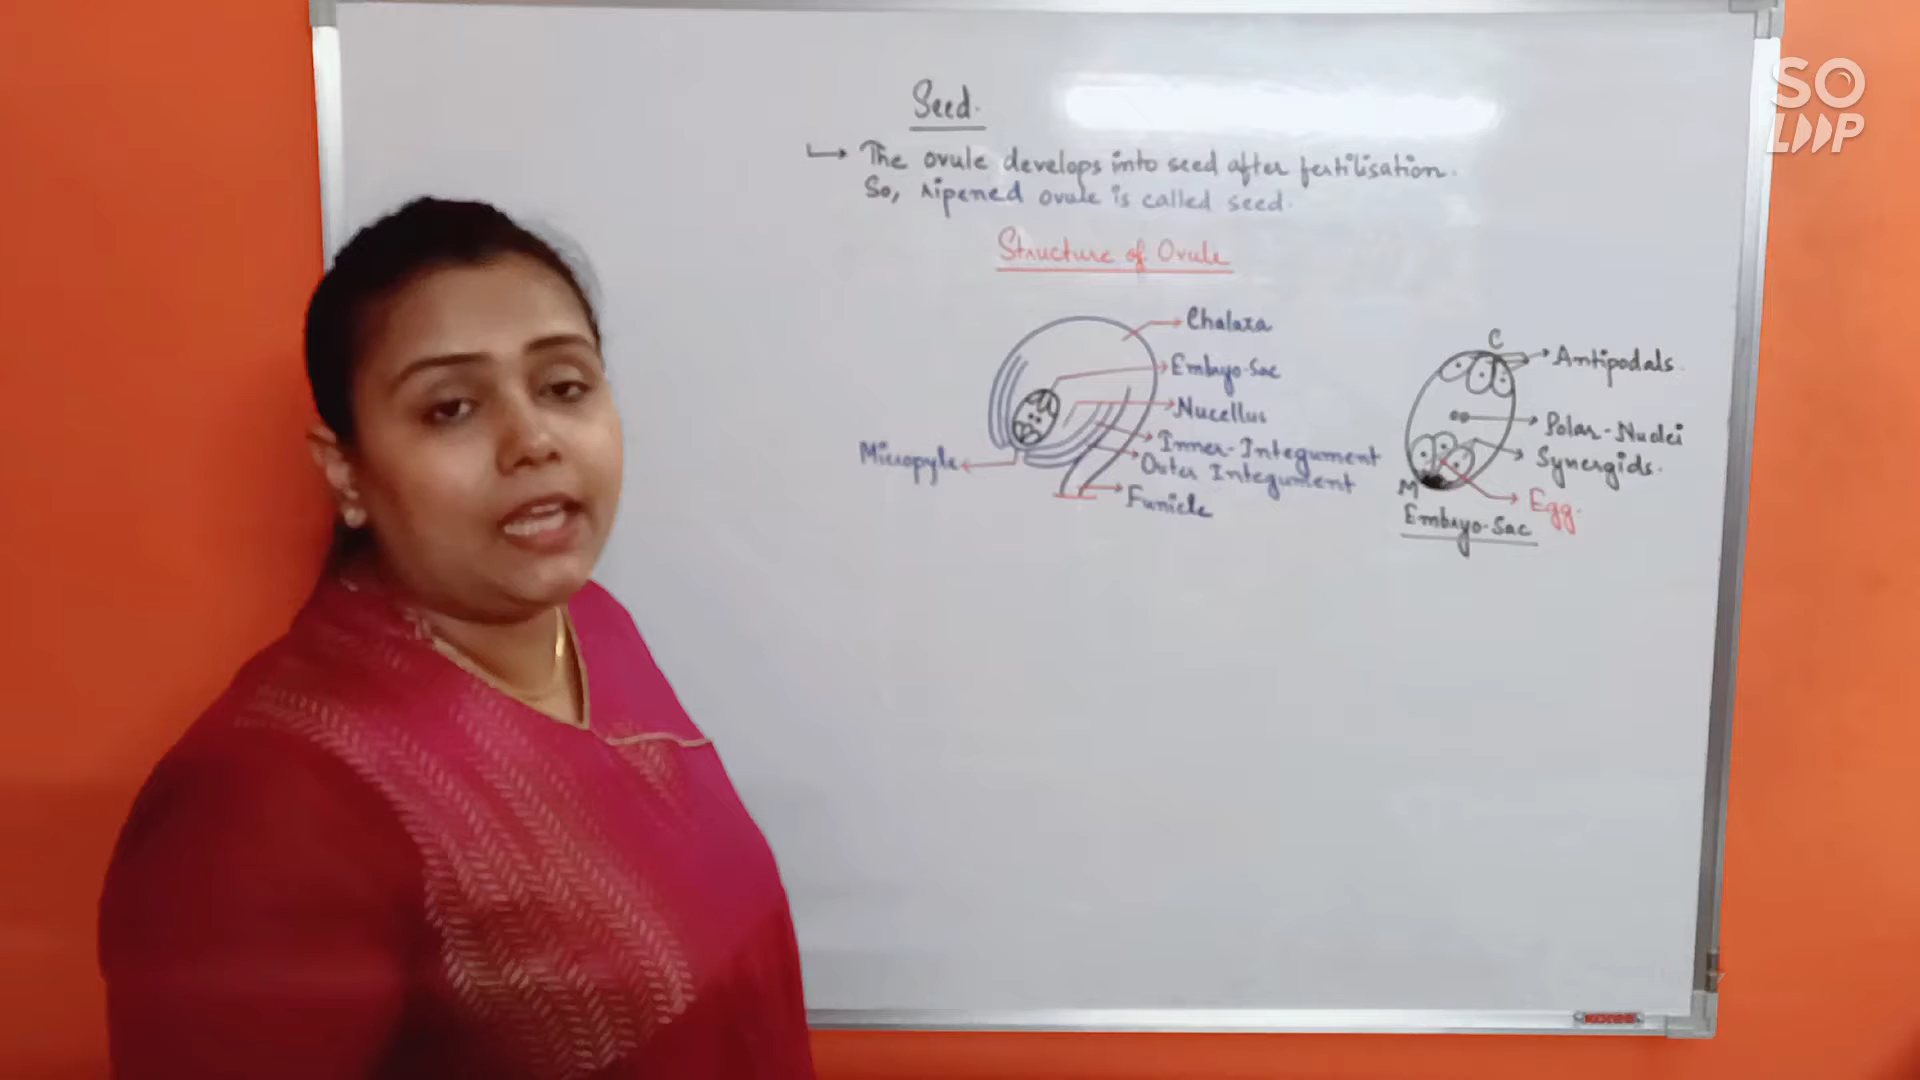 Seed.
The ovule develops into seed after fertilisation.
So, ripened ovule is called seed.
Structure of Ovule
Chalaza
Embryo-Sac
Nucellus
Inner-Integument
Outer Integument
Funicle
Micropyle
C
Antipodals.
Polar-Nuclei
Synergids.
Egg.
M
Embryo-Sac
SO
LOOP